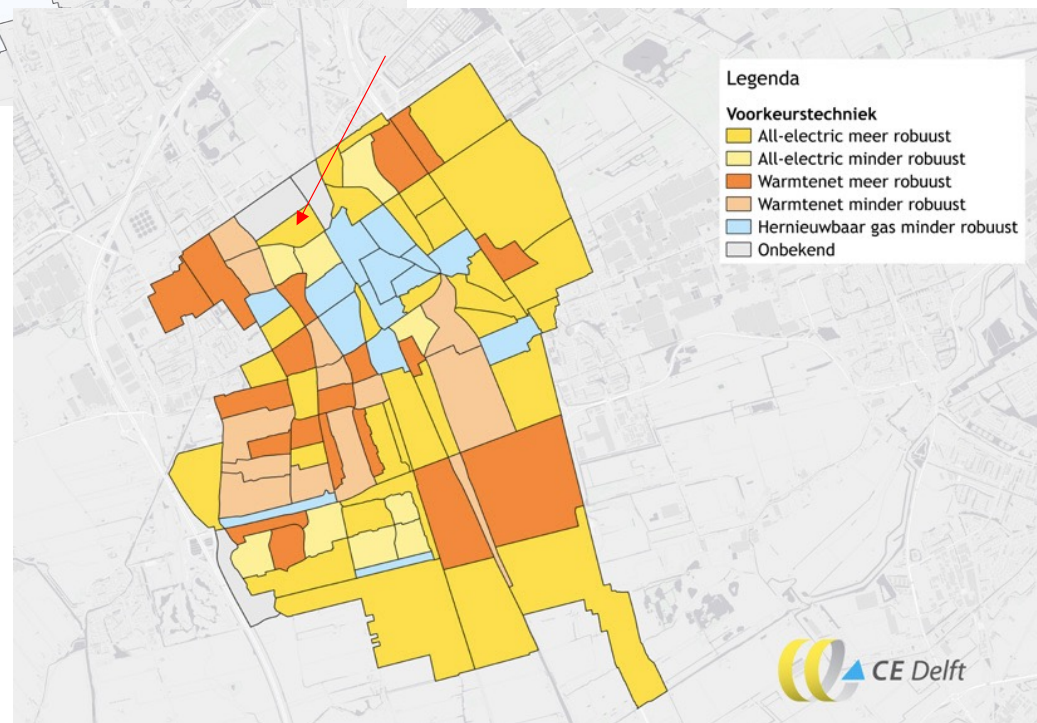 Legenda
Voorkeurstechniek
All-electric meer robuust
All-electric minder robuust
Warmtenet meer robuust
Warmtenet minder robuust
Hernieuwbaar gas minder robuust
Onbekend
CE Delft